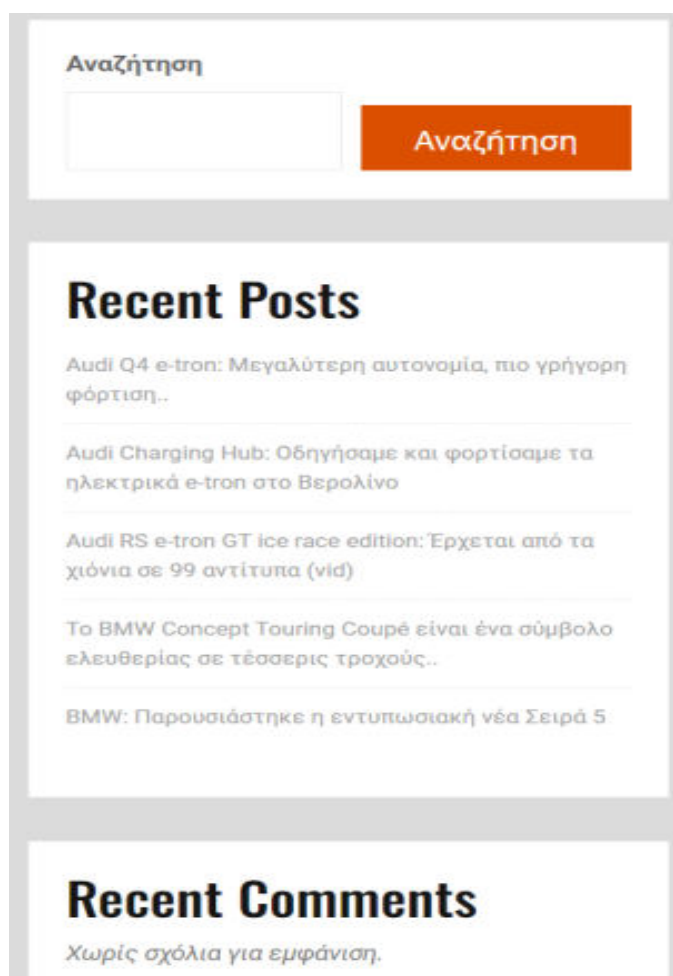 Αναζήτηση
Αναζήτηση
Recent Posts
Audi Q4 e-tron: Μεγαλύτερη αυτονομία, πιο γρήγορη
φόρτιση..
Audi Charging Hub: Οδηγήσαμε και φορτίσαμε τα
ηλεκτρικά e-tron στο Βερολίνο
Audi RS e-tron GT ice race edition: Έρχεται από τα
χιόνια σε 99 αντίτυπα (vid)
Το BMW Concept Touring Coupé είναι ένα σύμβολο
ελευθερίας σε τέσσερις τροχούς..
BMW: Παρουσιάστηκε η εντυπωσιακή νέα Σειρά 5
Recent Comments
Χωρίς σχόλια για εμφάνιση.